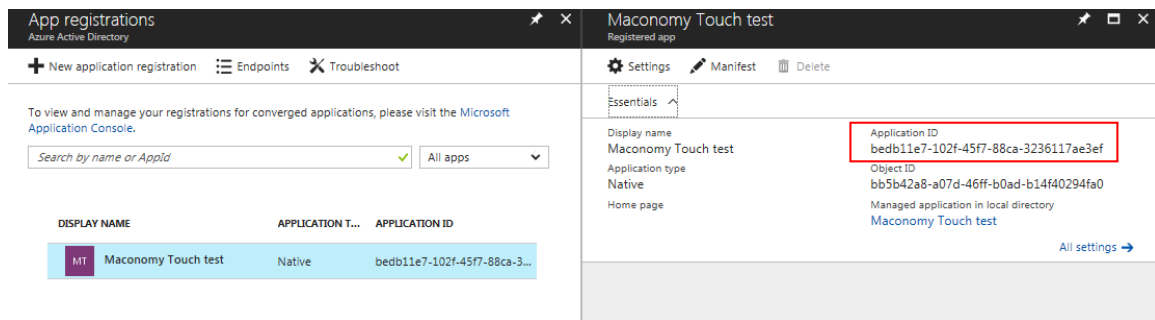 App registrations
Azure Active Directory
New application registration Endpoints Troubleshoot
To view and manage your registrations for converged applications, please visit the Microsoft
Application Console.
Search by name or AppId All apps
DISPLAY NAME APPLICATION T... APPLICATION ID
MT Maconomy Touch test Native bedb11e7-102f-45f7-88ca-3...
Maconomy Touch test
Registered app
Settings Manifest Delete
Essentials
Display name
Maconomy Touch test
Application type
Native
Home page
Application ID
bedb11e7-102f-45f7-88ca-3236117ae3ef
Object ID
bb5b42a8-a07d-46ff-b0ad-b14f40294fa0
Managed application in local directory
Maconomy Touch test
All settings